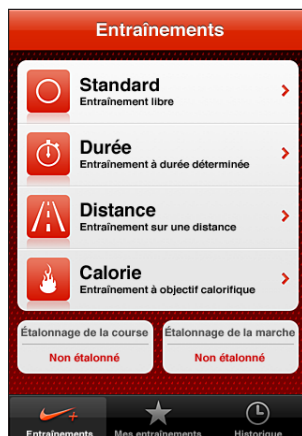 Entraînements
Standard
Entraînement libre
Durée
Entraînement à durée déterminée
Distance
Entraînement sur une distance
Calorie
Entraînement à objectif calorifique
Étalonnage de la course
Non étalonné
Étalonnage de la marche
Non étalonné
Entraînements
Mes entraînements
Historique